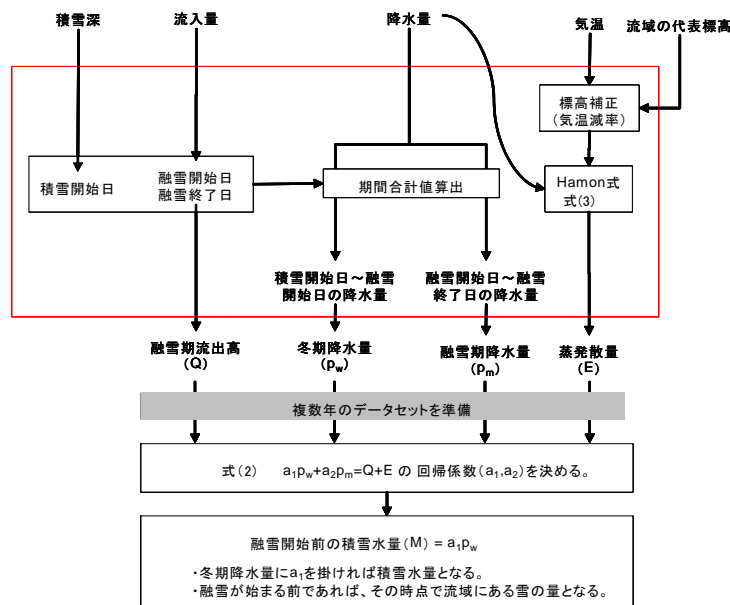 積雪深
流入量
降水量
気温
流域の代表標高
標高補正
(気温減率)
積雪開始日
融雪開始日
融雪終了日
期間合計値算出
Hamon式
式(3)
積雪開始日～融雪
開始日の降水量
融雪開始日～融雪
終了日の降水量
融雪期流出高
(Q)
冬期降水量
(pw)
融雪期降水量
(pm)
蒸発散量
(E)
複数年のデータセットを準備
式(2) a1pw+a2pm=Q+E の 回帰係数(a1,a2)を決める。
融雪開始前の積雪水量(M) = a1pw
・冬期降水量にa1を掛ければ積雪水量となる。
・融雪が始まる前であれば、その時点で流域にある雪の量となる。